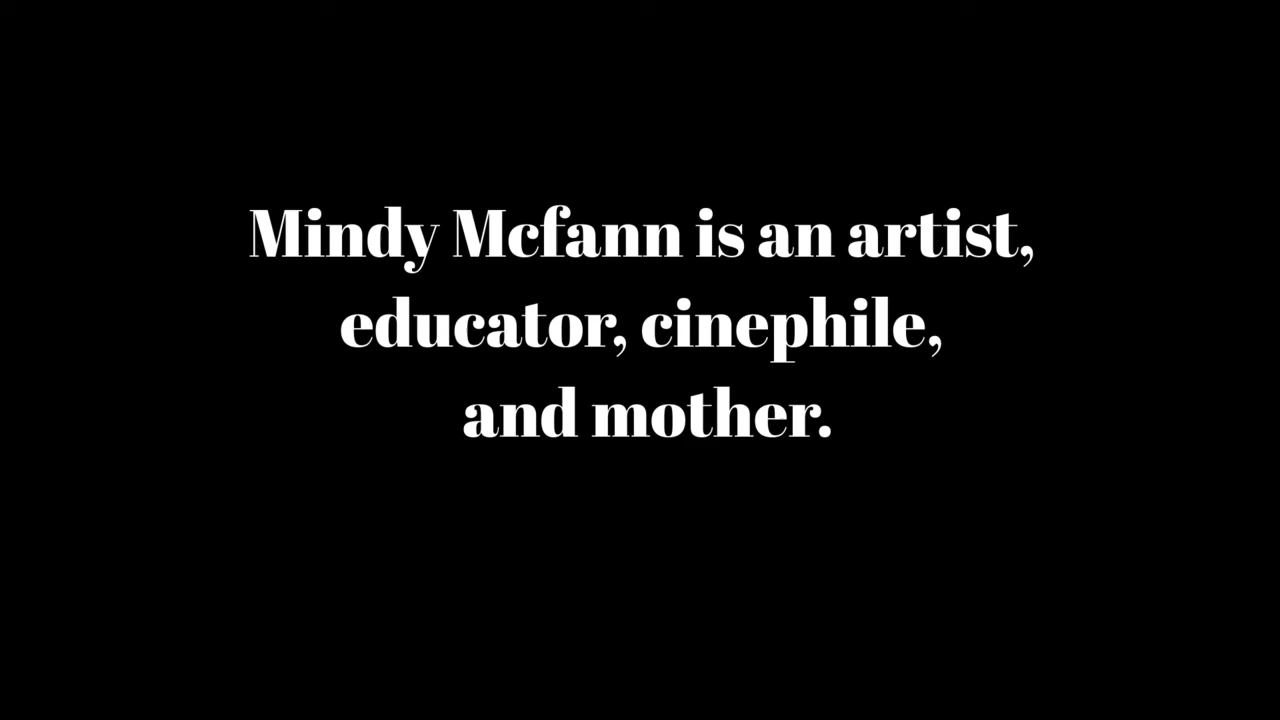 Mindy Mcfann is an artist,
educator, cinephile,
and mother.